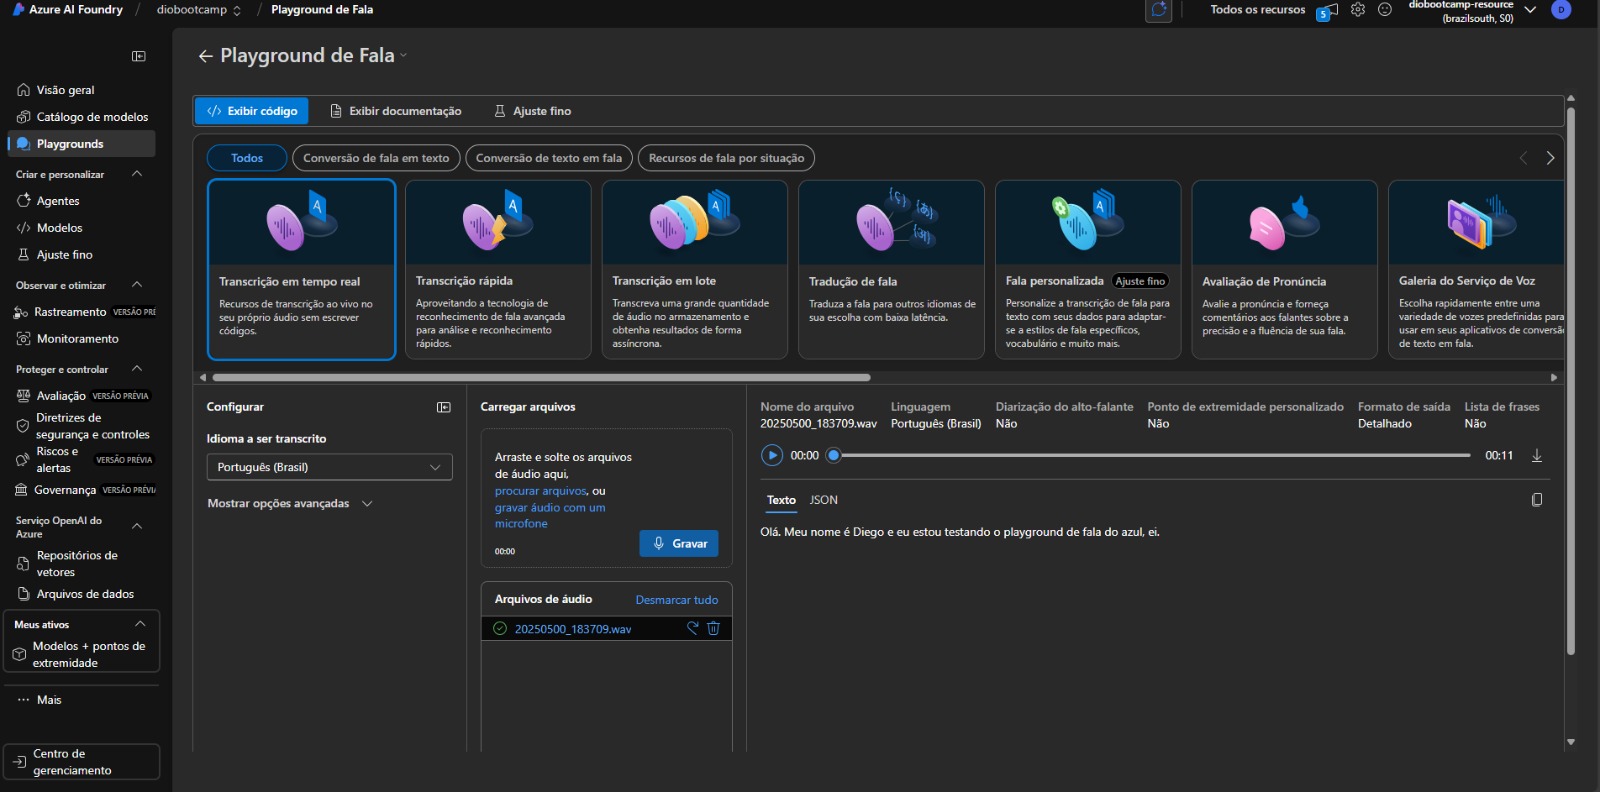 Azure AI Foundry / diobootcamp / Playground de Fala
Todos os recursos
5
diobootcamp-resource
(brazilsouth, S0)
D
Visão geral
Catálogo de modelos
Playgrounds
Criar e personalizar
Agentes
Modelos
Ajuste fino
Observar e otimizar
Rastreamento VERSÃO PRÉ
Monitoramento
Proteger e controlar
Avaliação VERSÃO PRÉVIA
Diretrizes de
segurança e controles
Riscos e
alertas VERSÃO PRÉVIA
Governança VERSÃO PRÉVI
Serviço OpenAI do
Azure
Repositórios de
vetores
Arquivos de dados
Meus ativos
Modelos + pontos de
extremidade
Mais
Centro de
gerenciamento
Playground de Fala
Exibir código
Exibir documentação
Ajuste fino
Todos
Conversão de fala em texto
Conversão de texto em fala
Recursos de fala por situação
A
Transcrição em tempo real
Recursos de transcrição ao vivo no
seu próprio áudio sem escrever
códigos.
A
Transcrição rápida
Aproveitando a tecnologia de
reconhecimento de fala avançada
para análise e reconhecimento
rápidos.
A
Transcrição em lote
Transcreva uma grande quantidade
de áudio no armazenamento e
obtenha resultados de forma
assíncrona.
Tradução de fala
Traduza a fala para outros idiomas de
sua escolha com baixa latência.
A
Fala personalizada Ajuste fino
Personalize a transcrição de fala para
texto com seus dados para adaptar-
se a estilos de fala específicos,
vocabulário e muito mais.
Avaliação de Pronúncia
Avalie a pronúncia e forneça
comentários aos falantes sobre a
precisão e a fluência de sua fala.
Galeria do Serviço de Voz
Escolha rapidamente entre uma
variedade de vozes predefinidas para
usar em seus aplicativos de conversã
de texto em fala.
Configurar
Idioma a ser transcrito
Português (Brasil)
Mostrar opções avançadas
Carregar arquivos
Arraste e solte os arquivos
de áudio aqui,
procurar arquivos, ou
gravar áudio com um
microfone
00:00
Gravar
Arquivos de áudio
Desmarcar tudo
20250500_183709.wav
Nome do arquivo
20250500_183709.wav
Linguagem
Português (Brasil)
Diarização do alto-falante
Não
Ponto de extremidade personalizado
Não
Formato de saída
Detalhado
Lista de frases
Não
00:00
00:11
Texto
JSON
Olá. Meu nome é Diego e eu estou testando o playground de fala do azul, ei.